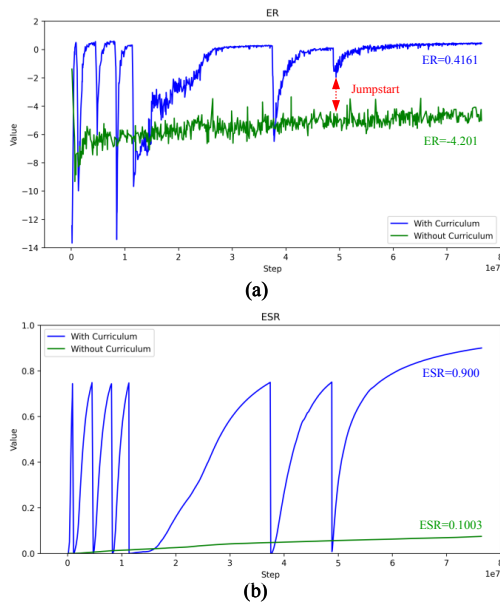 ER
2
0
-2
-4
-6
-8
-10
-12
-14
Value
ER=0.4161
Jumpstart
ER=-4.201
With Curriculum
Without Curriculum
0 1 2 3 4 5 6 7 8
1e7
Step
(a)
ESR
1.0
0.8
0.6
0.4
0.2
0.0
Value
With Curriculum
Without Curriculum
ESR=0.900
ESR=0.1003
0 1 2 3 4 5 6 7 8
1e7
Step
(b)